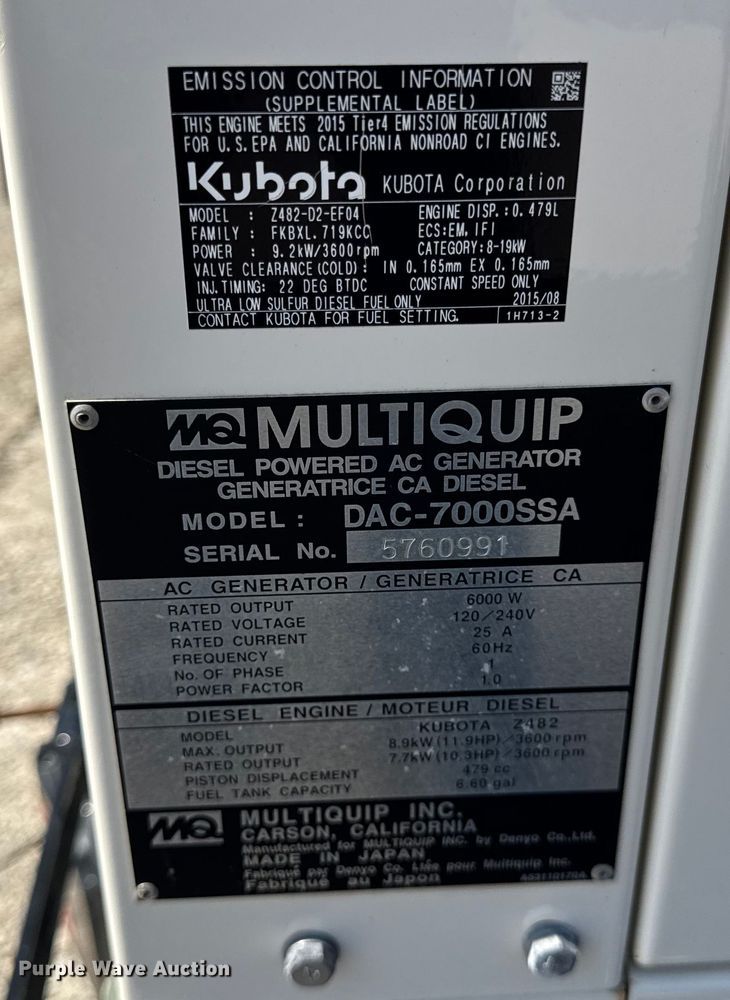 EMISSION CONTROL INFORMATION
(SUPPLEMENTAL LABEL)
THIS ENGINE MEETS 2015 Tier4 EMISSION REGULATIONS
FOR U.S.EPA AND CALIFORNIA NONROAD CI ENGINES.
Kubota KUBOTA Corporation
MODEL : Z482-D2-EF04 ENGINE DISP.:0.479L
FAMILY : FKBXL.719KCC ECS:EM,IFI
POWER : 9.2kW/3600rpm CATEGORY:8-19kW
VALVE CLEARANCE(COLD): IN 0.165mm EX 0.165mm
INJ.TIMING: 22 DEG BTDC CONSTANT SPEED ONLY
ULTRA LOW SULFUR DIESEL FUEL ONLY 2015/08
CONTACT KUBOTA FOR FUEL SETTING. 1H713-2
MQ MULTIQUIP
DIESEL POWERED AC GENERATOR
GENERATRICE CA DIESEL
MODEL: DAC-7000SSA
SERIAL No. 5760991
AC GENERATOR/GENERATRICE CA
RATED OUTPUT 6000 W
RATED VOLTAGE 120/240V
RATED CURRENT 25 A
FREQUENCY 60Hz
No. OF PHASE 1
POWER FACTOR 1.0
DIESEL ENGINE/MOTEUR DIESEL
MODEL KUBOTA Z482
MAX. OUTPUT 8.9kW(11.9HP)/3600rpm
RATED OUTPUT 7.7kW(10.3HP)/3600rpm
PISTON DISPLACEMENT 479 cc
FUEL TANK CAPACITY 6.60 gal
MQ MULTIQUIP INC.
CARSON, CALIFORNIA
Manufactured for MULTIQUIP INC. by Denyo Co.,Ltd.
MADE IN JAPAN
Fabriqué par Denyo Co. Ltée pour Multiquip Inc.
Fabriqué au Japon
Purple Wave Auction